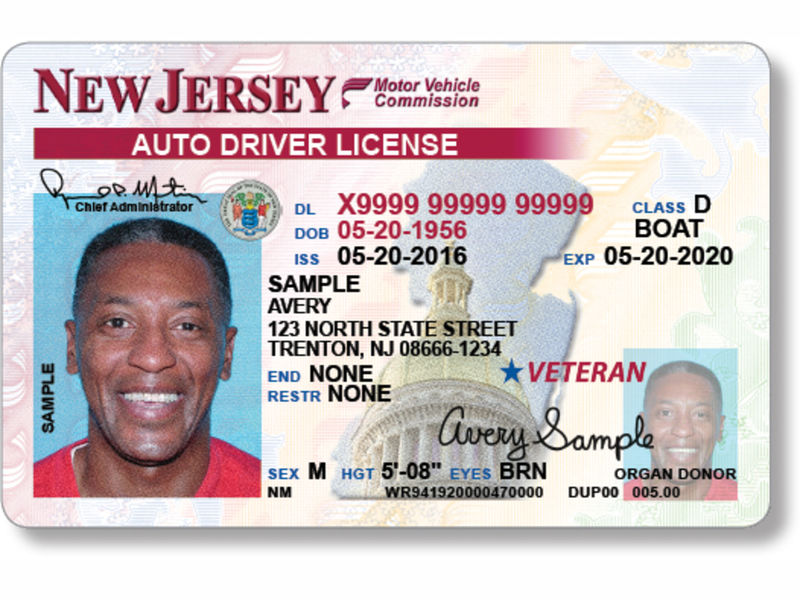 NEW JERSEY Motor Vehicle Commission
AUTO DRIVER LICENSE
Chief Administrator
DL X9999 99999 99999 CLASS D
DOB 05-20-1956 BOAT
ISS 05-20-2016 EXP 05-20-2020
SAMPLE
AVERY
123 NORTH STATE STREET
TRENTON, NJ 08666-1234
END NONE
RESTR NONE
VETERAN
SAMPLE
Avery Sample
SEX M HGT 5'-08" EYES BRN ORGAN DONOR
NM WR941920000470000 DUP00 005.00